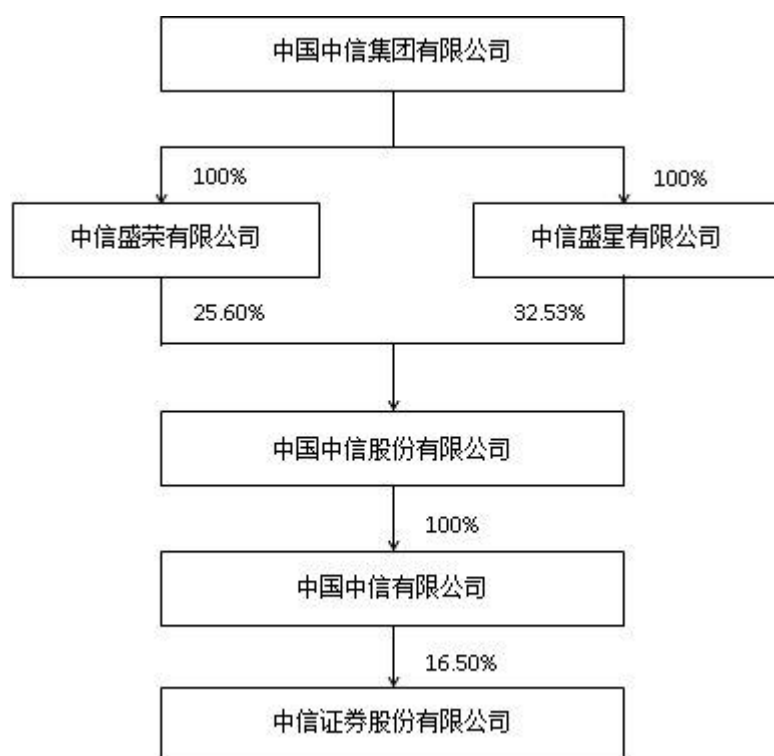 中国中信集团有限公司
100%
100%
中信盛荣有限公司
中信盛星有限公司
25.60%
32.53%
中国中信股份有限公司
100%
中国中信有限公司
16.50%
中信证券股份有限公司